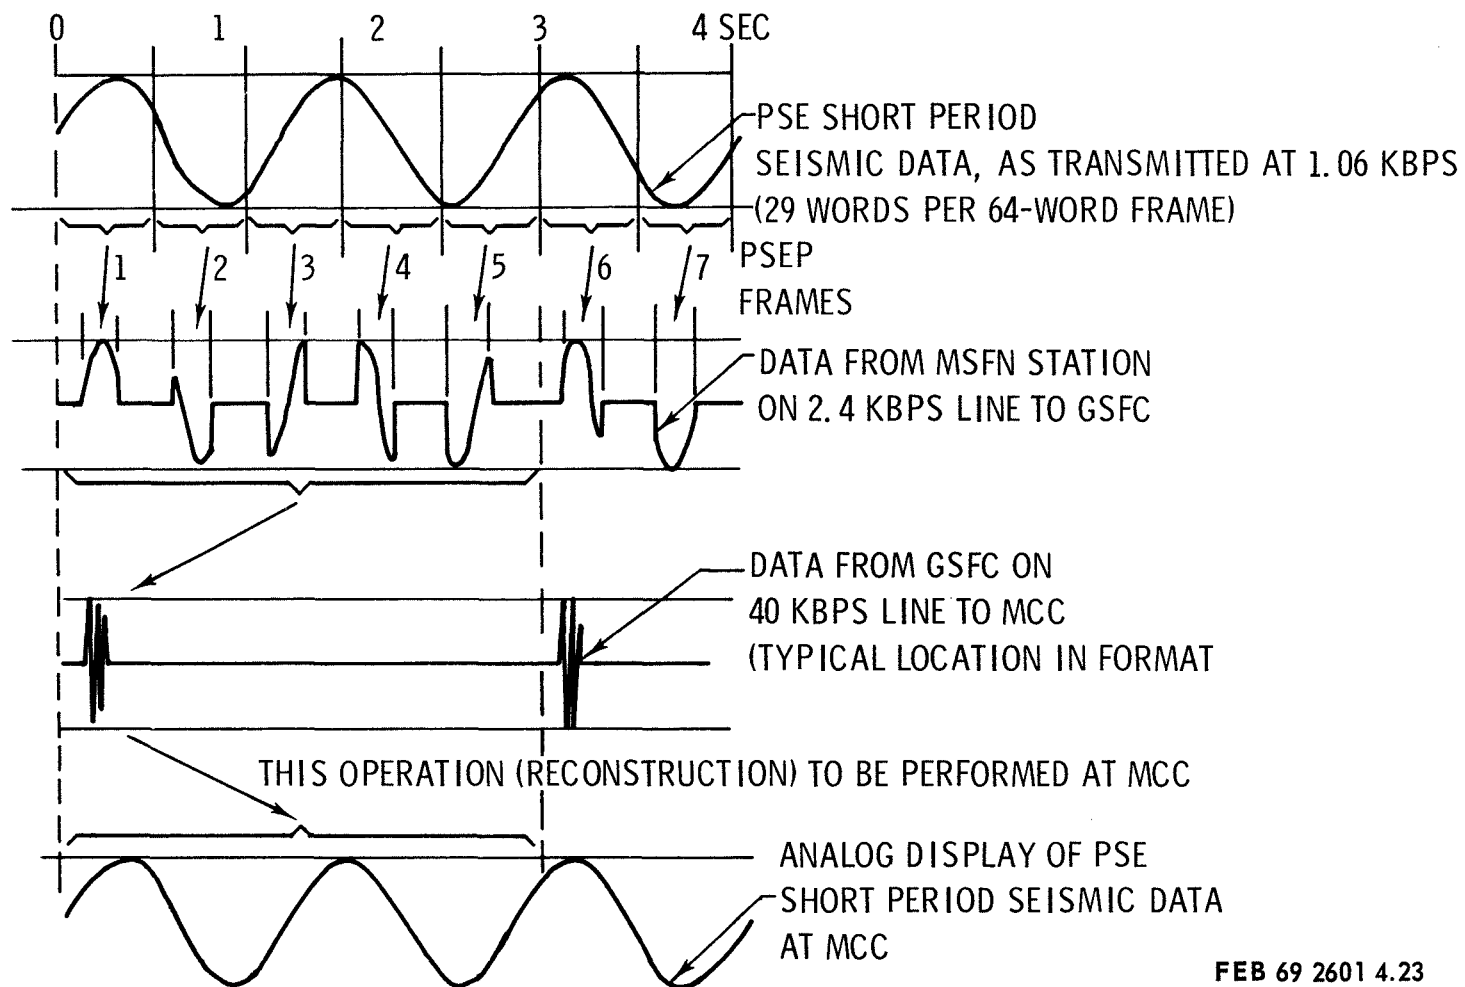 0 1 2 3 4 SEC
PSE SHORT PERIOD
SEISMIC DATA, AS TRANSMITTED AT 1.06 KBPS
(29 WORDS PER 64-WORD FRAME)
1 2 3 4 5 6 7 PSEP
FRAMES
DATA FROM MSFN STATION
ON 2.4 KBPS LINE TO GSFC
DATA FROM GSFC ON
40 KBPS LINE TO MCC
(TYPICAL LOCATION IN FORMAT
THIS OPERATION (RECONSTRUCTION) TO BE PERFORMED AT MCC
ANALOG DISPLAY OF PSE
SHORT PERIOD SEISMIC DATA
AT MCC
FEB 69 2601 4.23